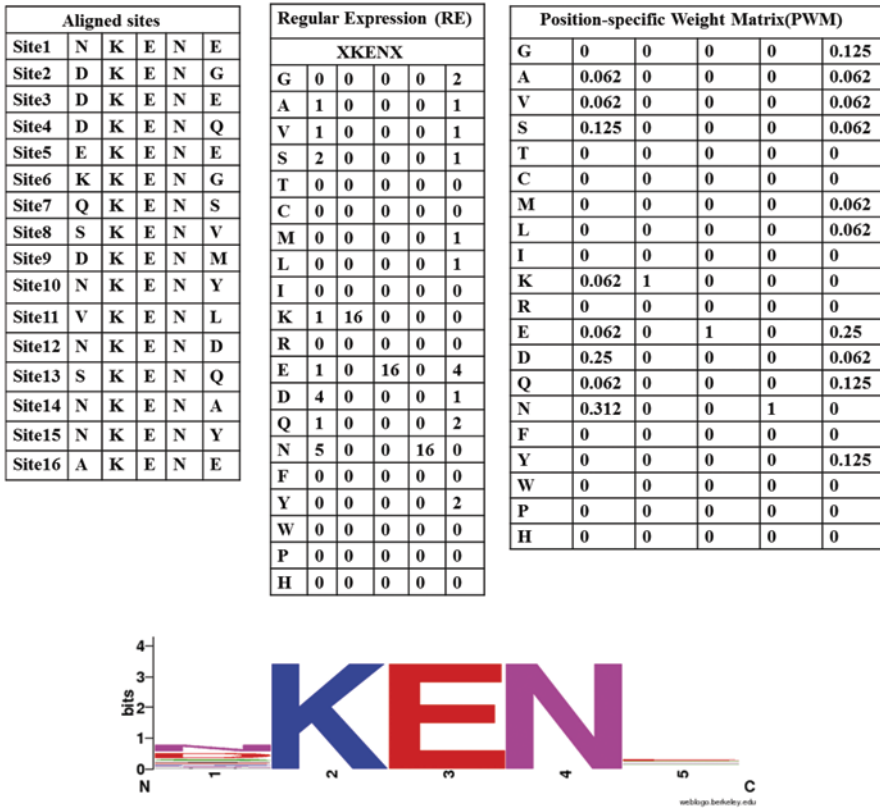 Aligned sites
Site1 N K E N E
Site2 D K E N G
Site3 D K E N E
Site4 D K E N Q
Site5 E K E N E
Site6 K K E N G
Site7 Q K E N S
Site8 S K E N V
Site9 D K E N M
Site10 N K E N Y
Site11 V K E N L
Site12 N K E N D
Site13 S K E N Q
Site14 N K E N A
Site15 N K E N Y
Site16 A K E N E
Regular Expression (RE)
XKENX
G 0 0 0 0 2
A 1 0 0 0 1
V 1 0 0 0 1
S 2 0 0 0 1
T 0 0 0 0 0
C 0 0 0 0 0
M 0 0 0 0 1
L 0 0 0 0 1
I 0 0 0 0 0
K 1 16 0 0 0
R 0 0 0 0 0
E 1 0 16 0 4
D 4 0 0 0 1
Q 1 0 0 0 2
N 5 0 0 16 0
F 0 0 0 0 0
Y 0 0 0 0 2
W 0 0 0 0 0
P 0 0 0 0 0
H 0 0 0 0 0
Position-specific Weight Matrix(PWM)
G 0 0 0 0 0.125
A 0.062 0 0 0 0.062
V 0.062 0 0 0 0.062
S 0.125 0 0 0 0.062
T 0 0 0 0 0
C 0 0 0 0 0
M 0 0 0 0 0.062
L 0 0 0 0 0.062
I 0 0 0 0 0
K 0.062 1 0 0 0
R 0 0 0 0 0
E 0.062 0 1 0 0.25
D 0.25 0 0 0 0.062
Q 0.062 0 0 0 0.125
N 0.312 0 0 1 0
F 0 0 0 0 0
Y 0 0 0 0 0.125
W 0 0 0 0 0
P 0 0 0 0 0
H 0 0 0 0 0
4
3
2
1
0
bits
KEN
N 1 2 3 4 5 C
weblogo.berkeley.edu